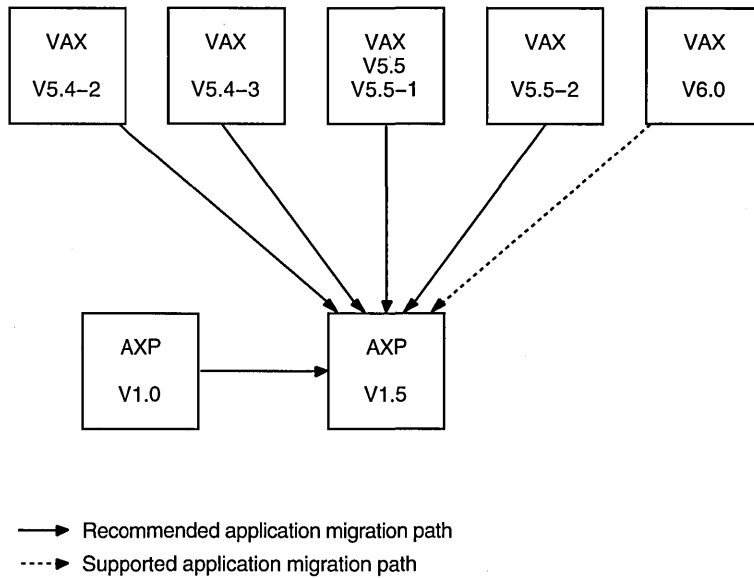 VAX
V5.4-2
VAX
V5.4-3
VAX
V5.5
V5.5-1
VAX
V5.5-2
VAX
V6.0
AXP
V1.0
AXP
V1.5
Recommended application migration path
Supported application migration path